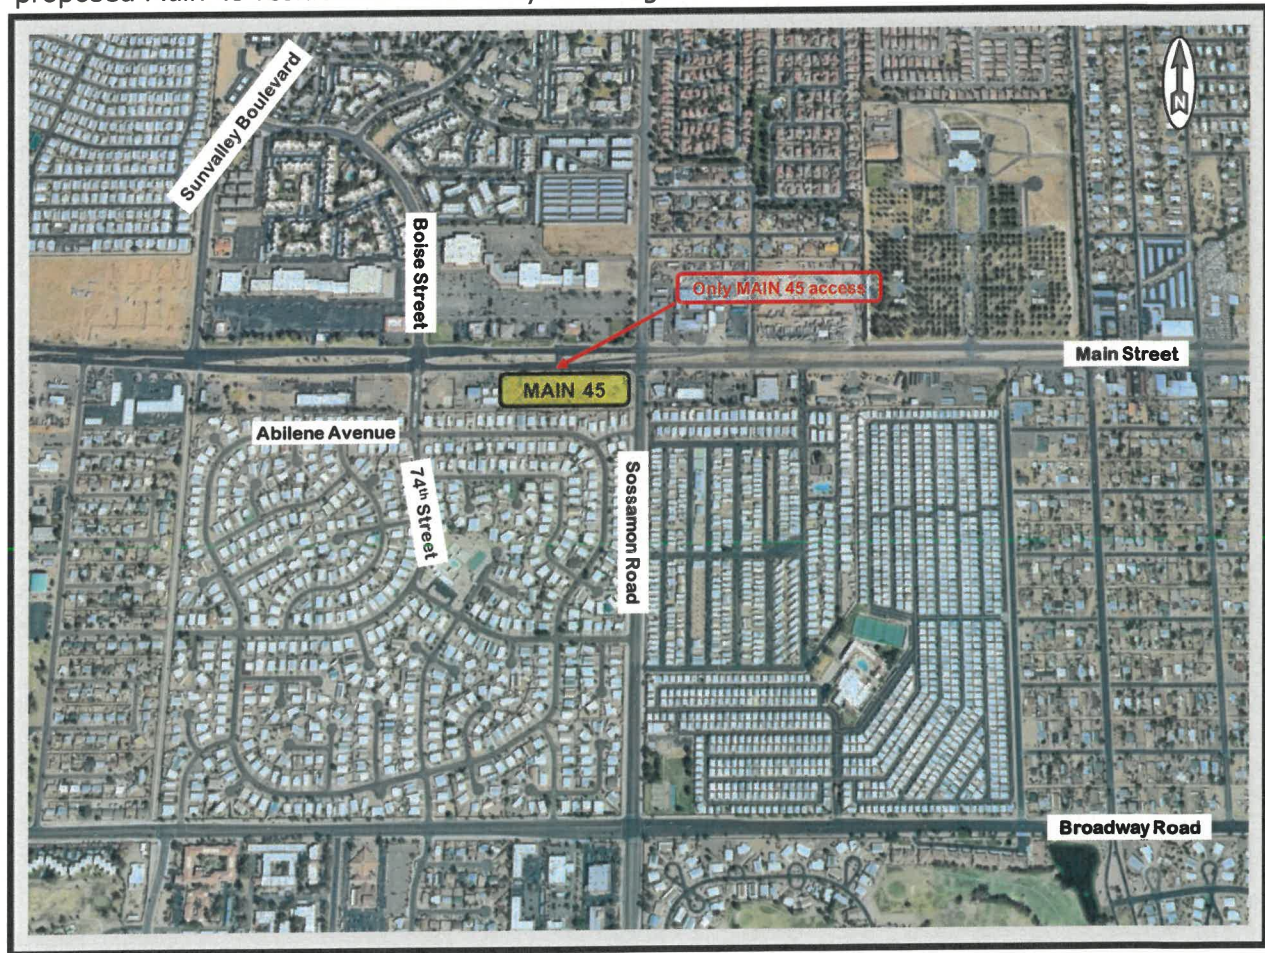 Sunvalley Boulevard
N
Boise Street
Only MAIN 45 access
Main Street
MAIN 45
Abilene Avenue
74th Street
Sossamon Road
Broadway Road